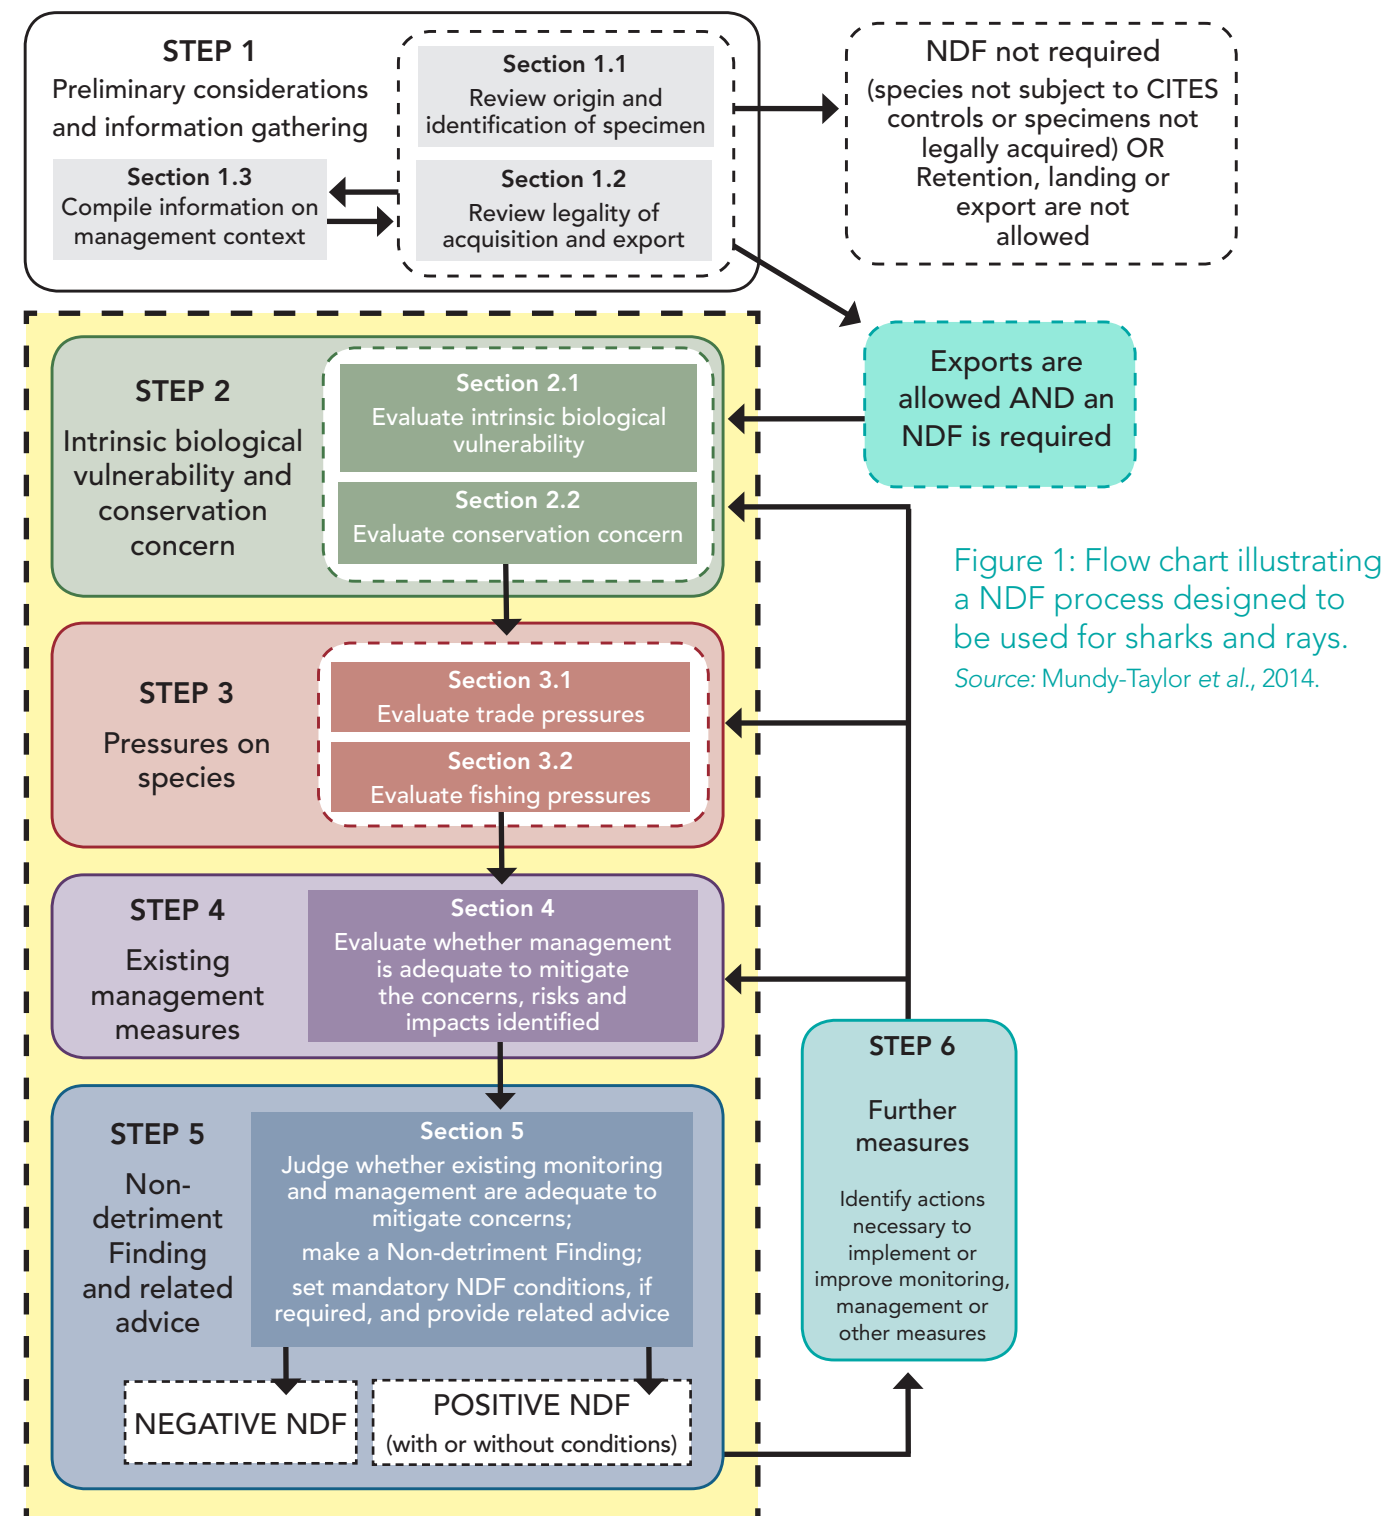 STEP 1
Preliminary considerations
and information gathering
Section 1.1
Review origin and
identification of specimen
Section 1.2
Review legality of
acquisition and export
Section 1.3
Compile information on
management context
NDF not required
(species not subject to CITES
controls or specimens not
legally acquired) OR
Retention, landing or
export are not
allowed
Exports are
allowed AND an
NDF is required
STEP 2
Intrinsic biological
vulnerability and
conservation
concern
Section 2.1
Evaluate intrinsic biological
vulnerability
Section 2.2
Evaluate conservation concern
Figure 1: Flow chart illustrating
a NDF process designed to
be used for sharks and rays.
Source: Mundy-Taylor et al., 2014.
STEP 3
Pressures on
species
Section 3.1
Evaluate trade pressures
Section 3.2
Evaluate fishing pressures
STEP 4
Existing
management
measures
Section 4
Evaluate whether management
is adequate to mitigate
the concerns, risks and
impacts identified
STEP 5
Non-
detriment
Finding
and related
advice
Section 5
Judge whether existing monitoring
and management are adequate to
mitigate concerns;
make a Non-detriment Finding;
set mandatory NDF conditions, if
required, and provide related advice
NEGATIVE NDF
POSITIVE NDF
(with or without conditions)
STEP 6
Further
measures
Identify actions
necessary to
implement or
improve monitoring,
management or
other measures